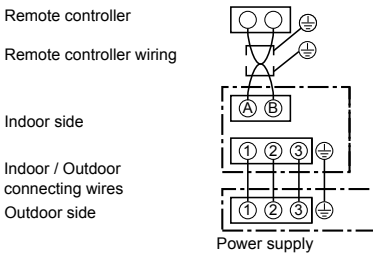 Remote controller
Remote controller wiring
A B
Indoor side
1 2 3
Indoor / Outdoor
connecting wires
Outdoor side
1 2 3
Power supply